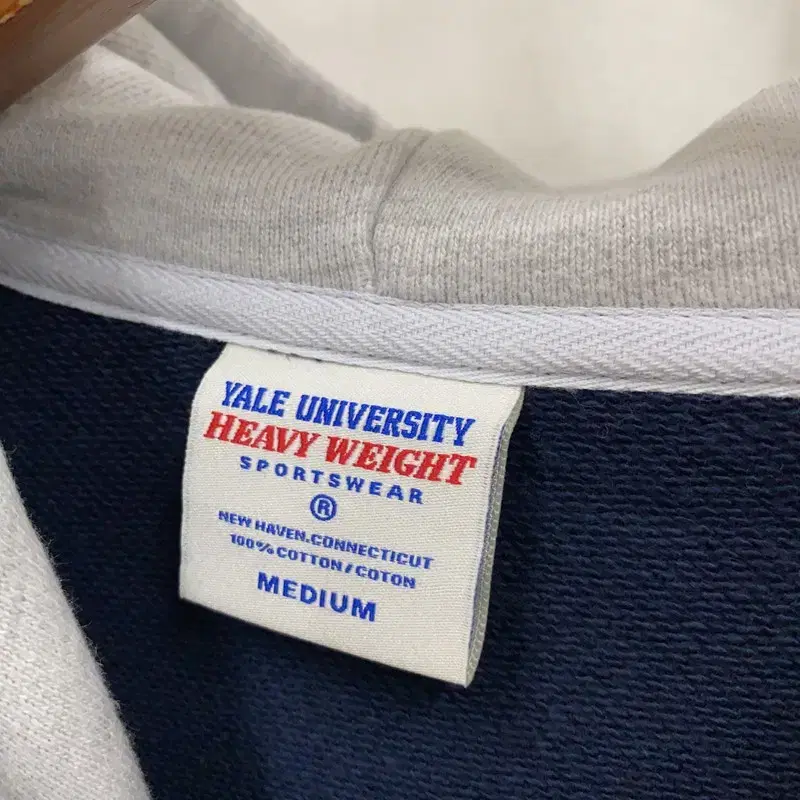 YALE UNIVERSITY
HEAVY WEIGHT
SPORTSWEAR
®
NEW HAVEN.CONNECTICUT
100% COTTON/COTON
MEDIUM